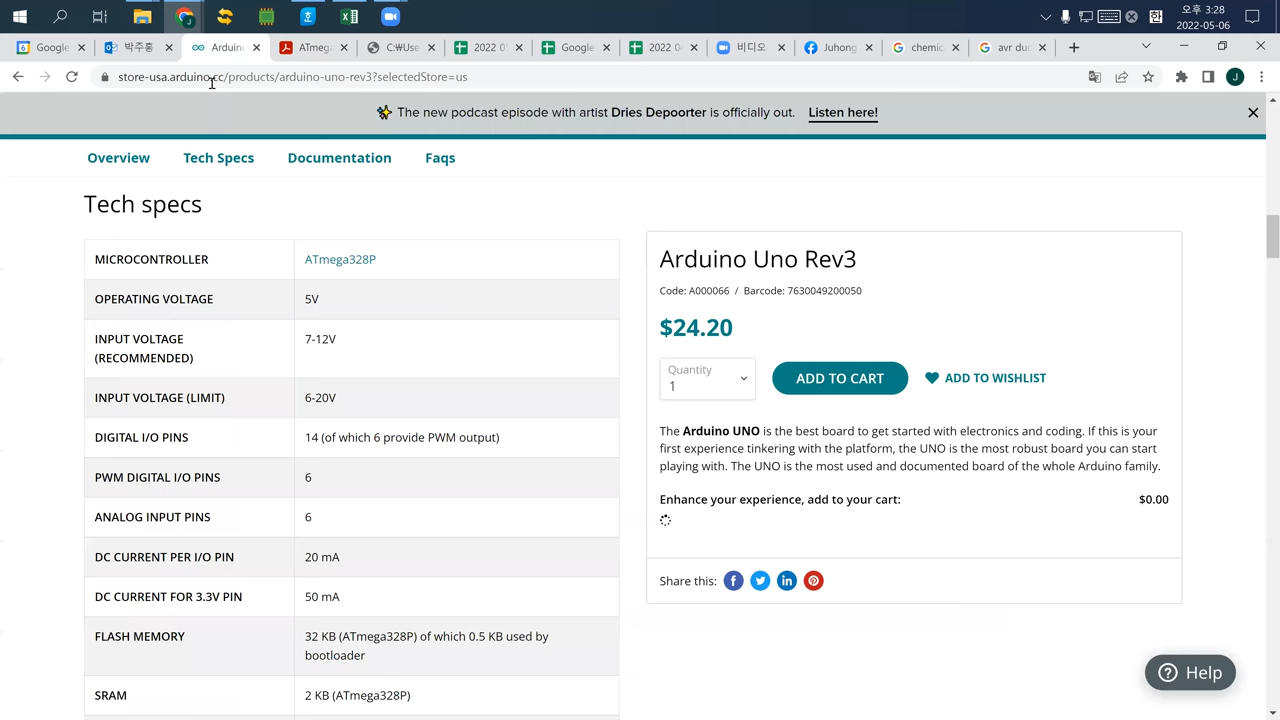 오후 3:28
2022-05-06
한
Google
박주홍
Arduin
ATmeg
C:₩Use
2022 0
Google
2022 04
비디오
Juhong
chemic
avr du
store-usa.arduino.cc/products/arduino-uno-rev3?selectedStore=us
J
The new podcast episode with artist Dries Depoorter is officially out. Listen here!
Overview Tech Specs Documentation Faqs
Tech specs
MICROCONTROLLER ATmega328P
OPERATING VOLTAGE 5V
INPUT VOLTAGE
(RECOMMENDED) 7-12V
INPUT VOLTAGE (LIMIT) 6-20V
DIGITAL I/O PINS 14 (of which 6 provide PWM output)
PWM DIGITAL I/O PINS 6
ANALOG INPUT PINS 6
DC CURRENT PER I/O PIN 20 mA
DC CURRENT FOR 3.3V PIN 50 mA
FLASH MEMORY 32 KB (ATmega328P) of which 0.5 KB used by
bootloader
SRAM 2 KB (ATmega328P)
Arduino Uno Rev3
Code: A000066 / Barcode: 7630049200050
$24.20
Quantity
1
ADD TO CART
ADD TO WISHLIST
The Arduino UNO is the best board to get started with electronics and coding. If this is your
first experience tinkering with the platform, the UNO is the most robust board you can start
playing with. The UNO is the most used and documented board of the whole Arduino family.
Enhance your experience, add to your cart: $0.00
Share this:
Help